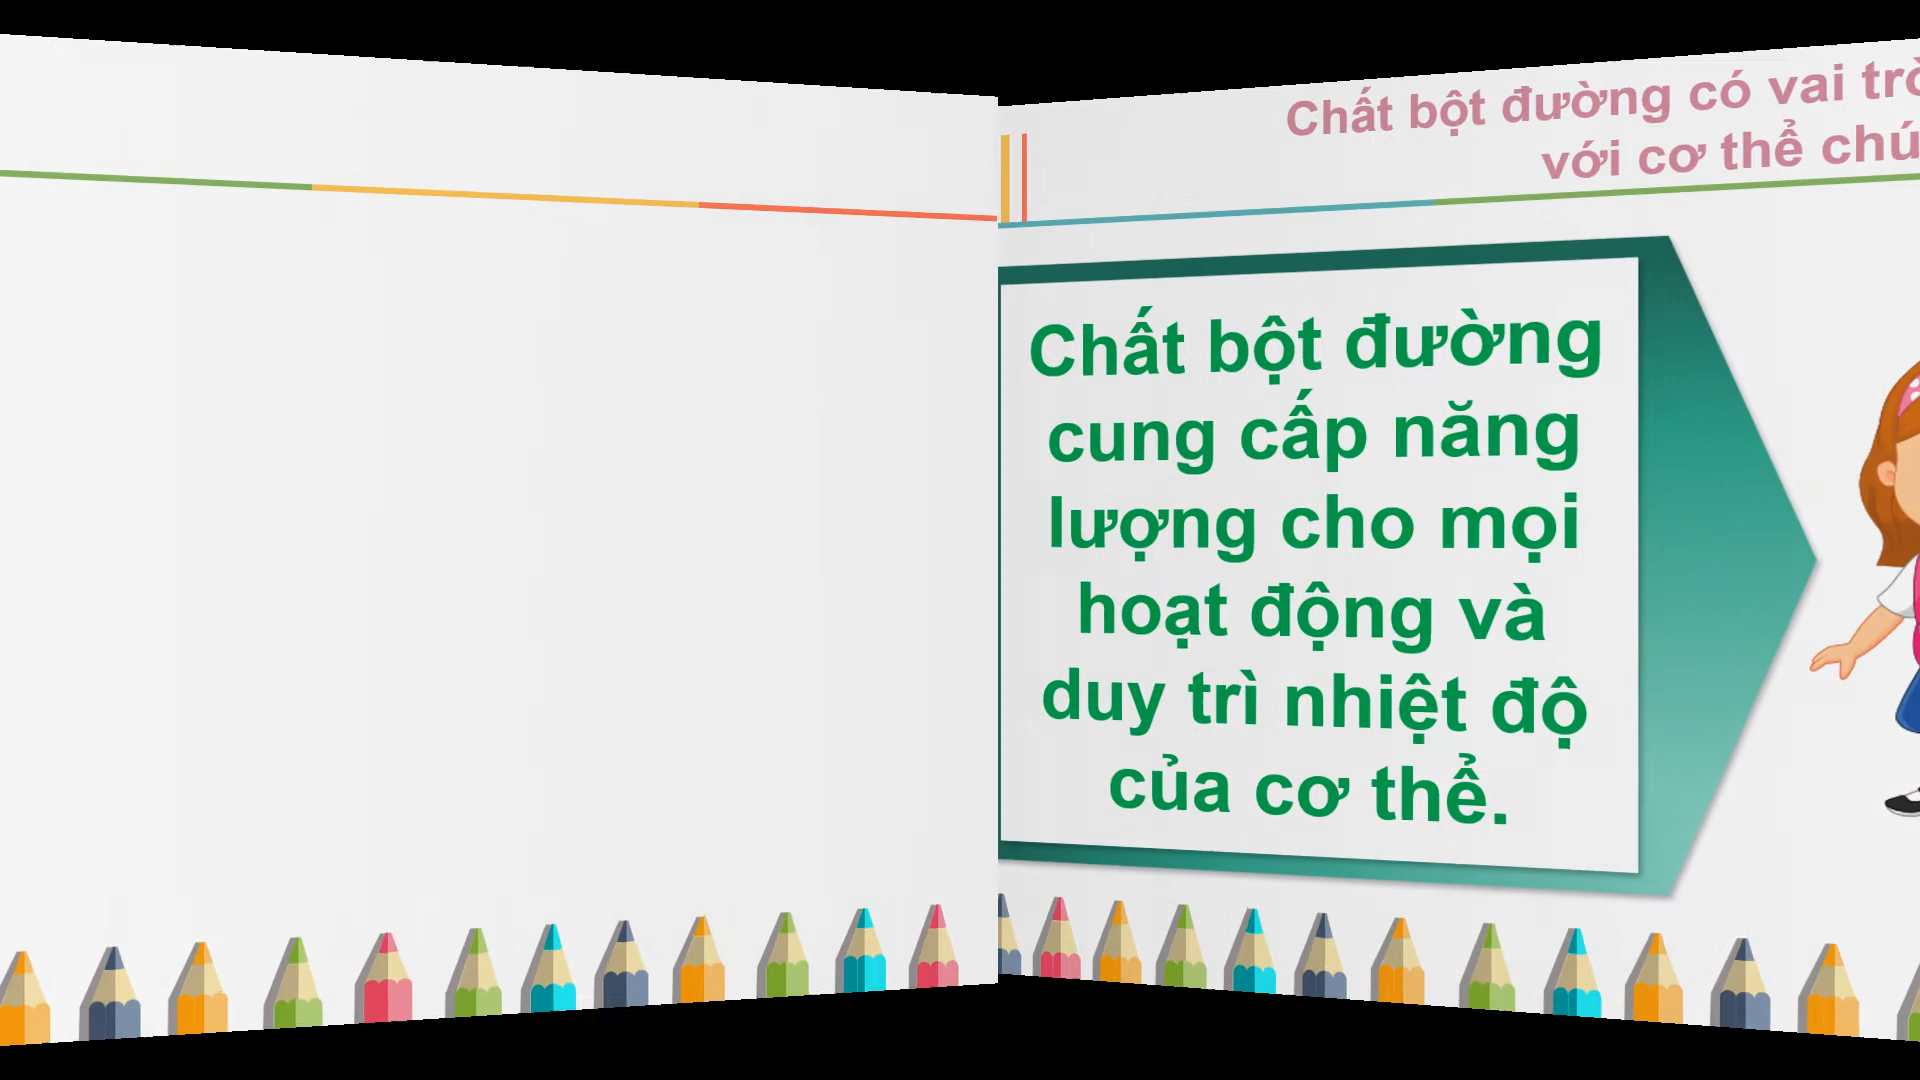 Chất bột đường có vai trò
với cơ thể
Chất bột đường
cung cấp năng
lượng cho mọi
hoạt động và
duy trì nhiệt độ
của cơ thể.